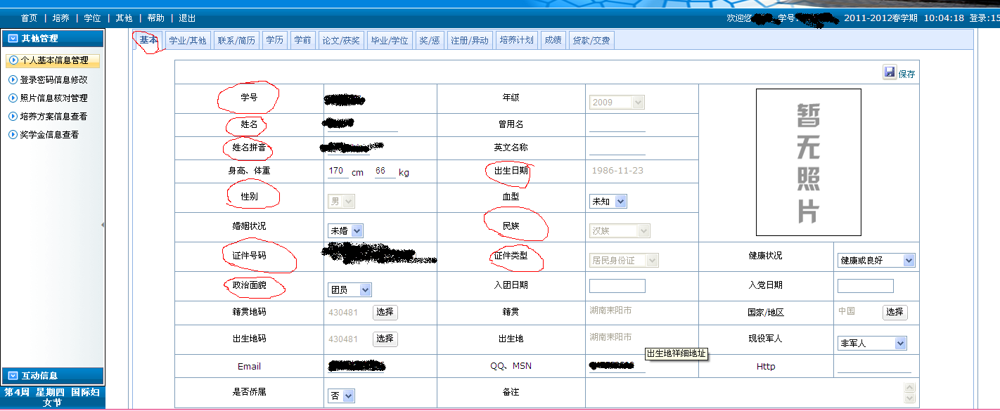 首页 | 培养 | 学位 | 其他 | 帮助 | 退出
欢迎您 学号: 2011-2012春学期 10:04:18 登录:15
其他管理
个人基本信息管理
登录密码信息修改
照片信息核对管理
培养方案信息查看
奖学金信息查看
互动信息
第4周 星期四 国际妇
女节
基本 学业/其他 联系/简历 学历 学前 论文/获奖 毕业/学位 奖/惩 注册/异动 培养计划 成绩 贷款/交费
保存
学号 年级 2009
姓名 曾用名
姓名拼音 英文名称
身高、体重 170 cm 66 kg 出生日期 1986-11-23
性别 男 血型 未知
婚姻状况 未婚 民族 汉族
暂
无
照
片
证件号码 证件类型 居民身份证 健康状况 健康或良好
政治面貌 团员 入团日期 入党日期
籍贯地码 430481 选择 籍贯 湖南耒阳市 国家/地区 中国 选择
出生地码 430481 选择 出生地 湖南耒阳市 现役军人 非军人
出生地详细地址
Email QQ、MSN Http
是否侨属 否 备注